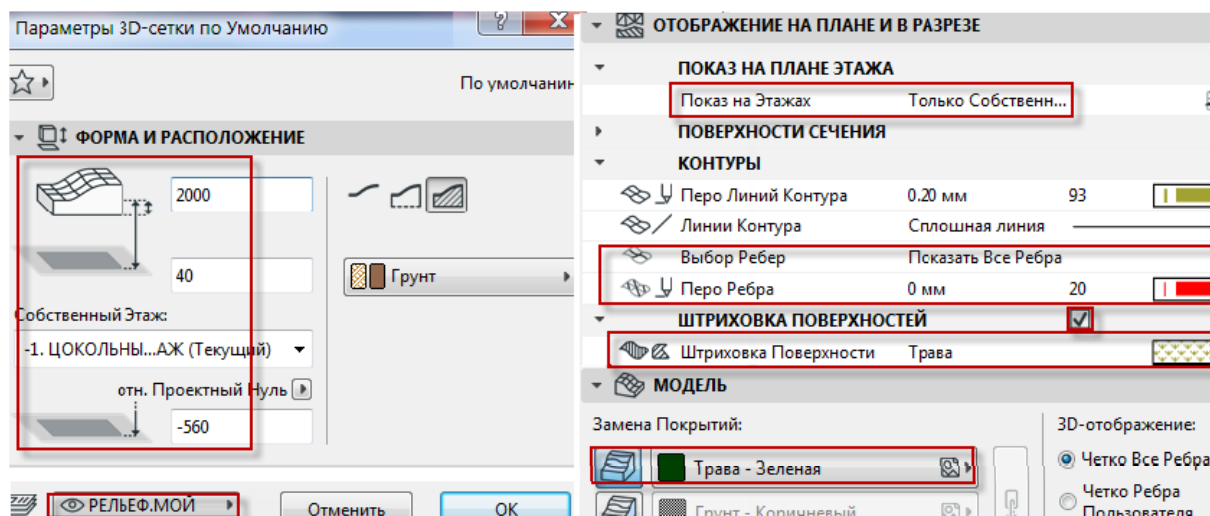 Параметры 3D-сетки по Умолчанию
?
По умолчани
ФОРМА И РАСПОЛОЖЕНИЕ
2000
40
Грунт
Собственный Этаж:
-1. ЦОКОЛЬНЫ...АЖ (Текущий)
отн. Проектный Нуль
-560
РЕЛЬЕФ.МОЙ
Отменить
ОК
ОТОБРАЖЕНИЕ НА ПЛАНЕ И В РАЗРЕЗЕ
ПОКАЗ НА ПЛАНЕ ЭТАЖА
Показ на Этажах Только Собственн...
ПОВЕРХНОСТИ СЕЧЕНИЯ
КОНТУРЫ
Перо Линий Контура 0.20 мм 93
Линии Контура Сплошная линия
Выбор Ребер Показать Все Ребра
Перо Ребра 0 мм 20
ШТРИХОВКА ПОВЕРХНОСТЕЙ
Штриховка Поверхности Трава
МОДЕЛЬ
Замена Покрытий:
Трава - Зеленая
Грунт - Коричневый
3D-отображение:
Четко Все Ребра
Четко Ребра
Пользователя